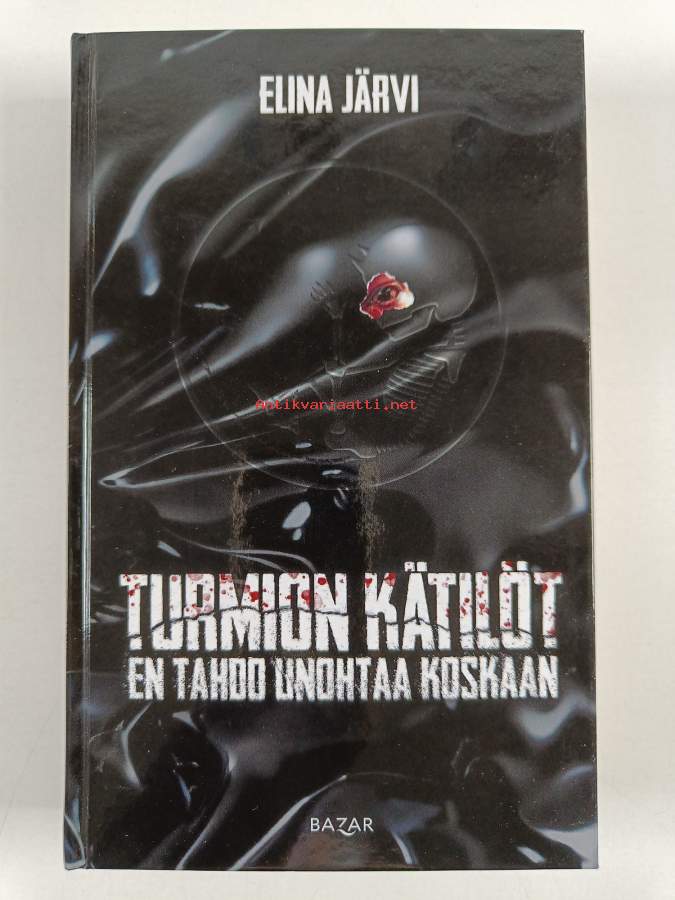 ELINA JÄRVI
Antikvariaatti.net
TURMION KÄTILÖT
EN TAHDO UNOHTAA KOSKAAN
BAZAR